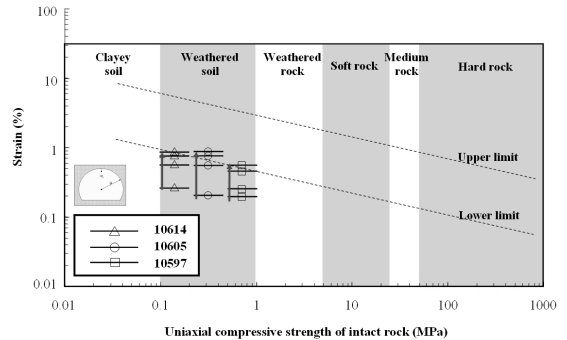 100
10
1
0.1
0.01
Strain (%)
Clayey soil
Weathered soil
Weathered rock
Soft rock
Medium rock
Hard rock
Upper limit
Lower limit
10614
10605
10597
0.01 0.1 1 10 100 1000
Uniaxial compressive strength of intact rock (MPa)